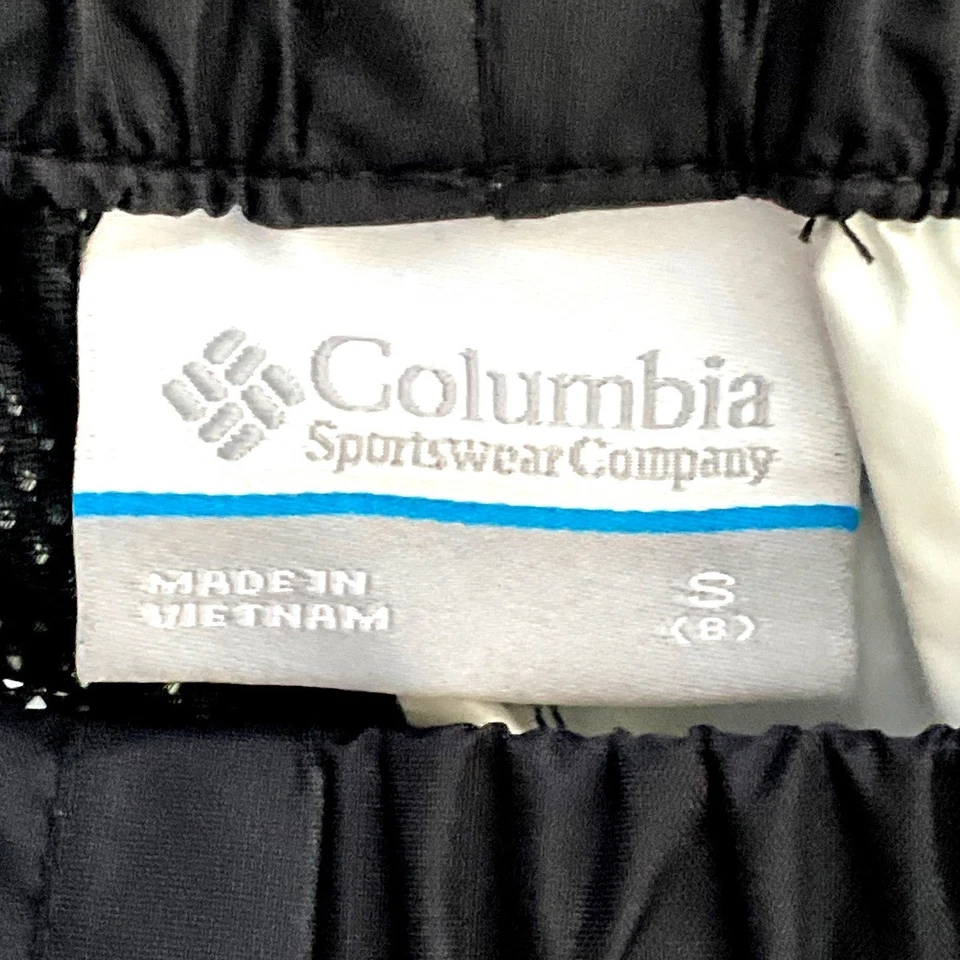 Columbia
Sportswear Company
MADE IN
VIETNAM
S
(8)